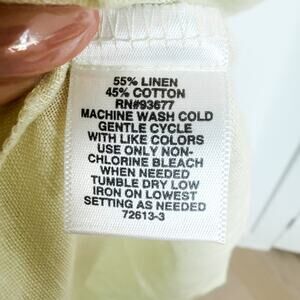 55% LINEN
45% COTTON
RN#93677
MACHINE WASH COLD
GENTLE CYCLE
WITH LIKE COLORS
USE ONLY NON-
CHLORINE BLEACH
WHEN NEEDED
TUMBLE DRY LOW
IRON ON LOWEST
SETTING AS NEEDED
72613-3